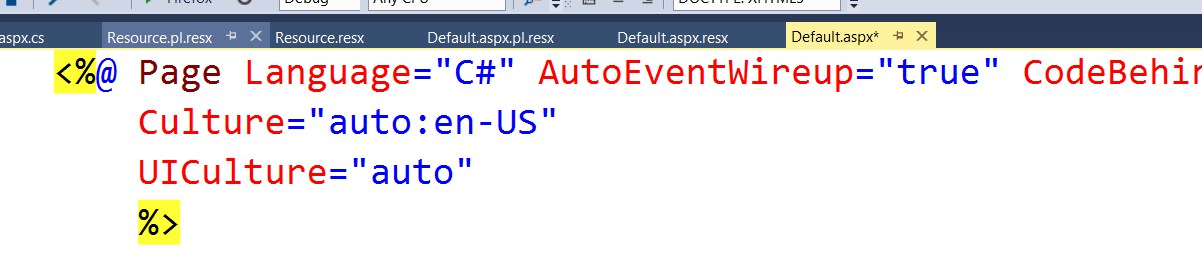 Firefox Debug Any CPU DOCTYPE: XHTML5
aspx.cs Resource.pl.resx Resource.resx Default.aspx.pl.resx Default.aspx.resx Default.aspx*
<%@ Page Language="C#" AutoEventWireup="true" CodeBehin
Culture="auto:en-US"
UICulture="auto"
%>